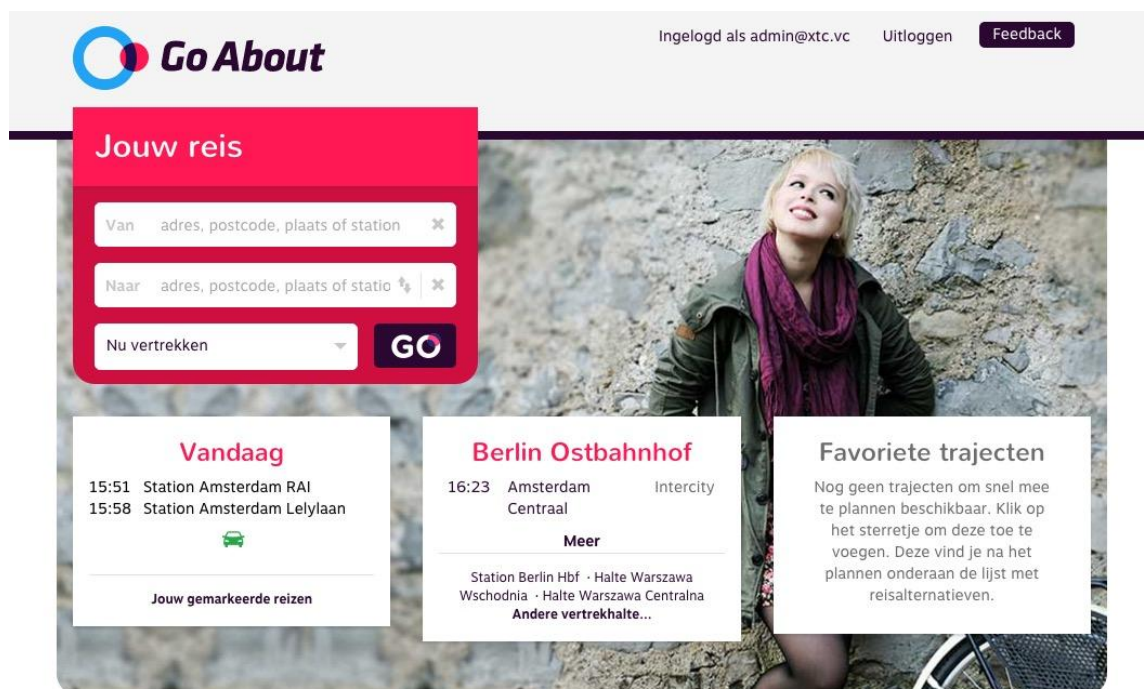 Go About
Ingelogd als admin@xtc.vc
Uitloggen
Feedback
Jouw reis
Van adres, postcode, plaats of station
Naar adres, postcode, plaats of statio
Nu vertrekken
GO
Vandaag
15:51 Station Amsterdam RAI
15:58 Station Amsterdam Lelylaan
Jouw gemarkeerde reizen
Berlin Ostbahnhof
16:23 Amsterdam Intercity
Centraal
Meer
Station Berlin Hbf · Halte Warszawa
Wschodnia · Halte Warszawa Centralna
Andere vertrekhalte...
Favoriete trajecten
Nog geen trajecten om snel mee
te plannen beschikbaar. Klik op
het sterretje om deze toe te
voegen. Deze vind je na het
plannen onderaan de lijst met
reisalternatieven.